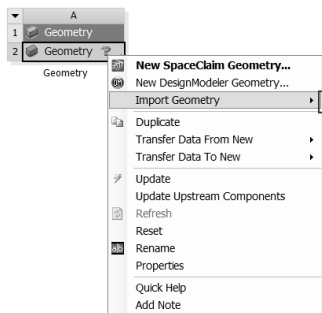 A
1 Geometry
2 Geometry ?
Geometry
New SpaceClaim Geometry...
New DesignModeler Geometry...
Import Geometry
Duplicate
Transfer Data From New
Transfer Data To New
Update
Update Upstream Components
Refresh
Reset
Rename
Properties
Quick Help
Add Note